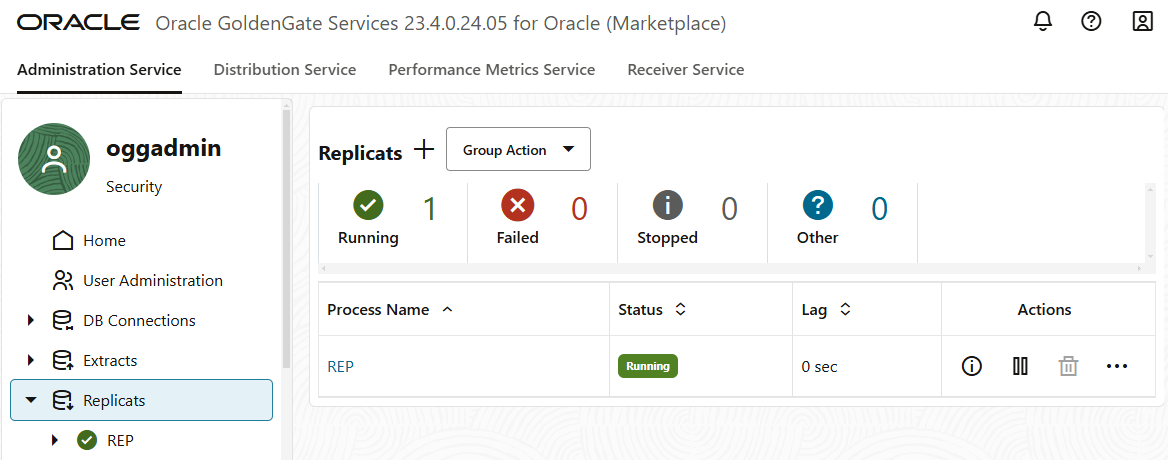 ORACLE Oracle GoldenGate Services 23.4.0.24.05 for Oracle (Marketplace)
Administration Service Distribution Service Performance Metrics Service Receiver Service
oggadmin
Security
Home
User Administration
DB Connections
Extracts
Replicats
REP
Replicats Group Action
1 0 0 0
Running Failed Stopped Other
Process Name Status Lag Actions
REP Running 0 sec